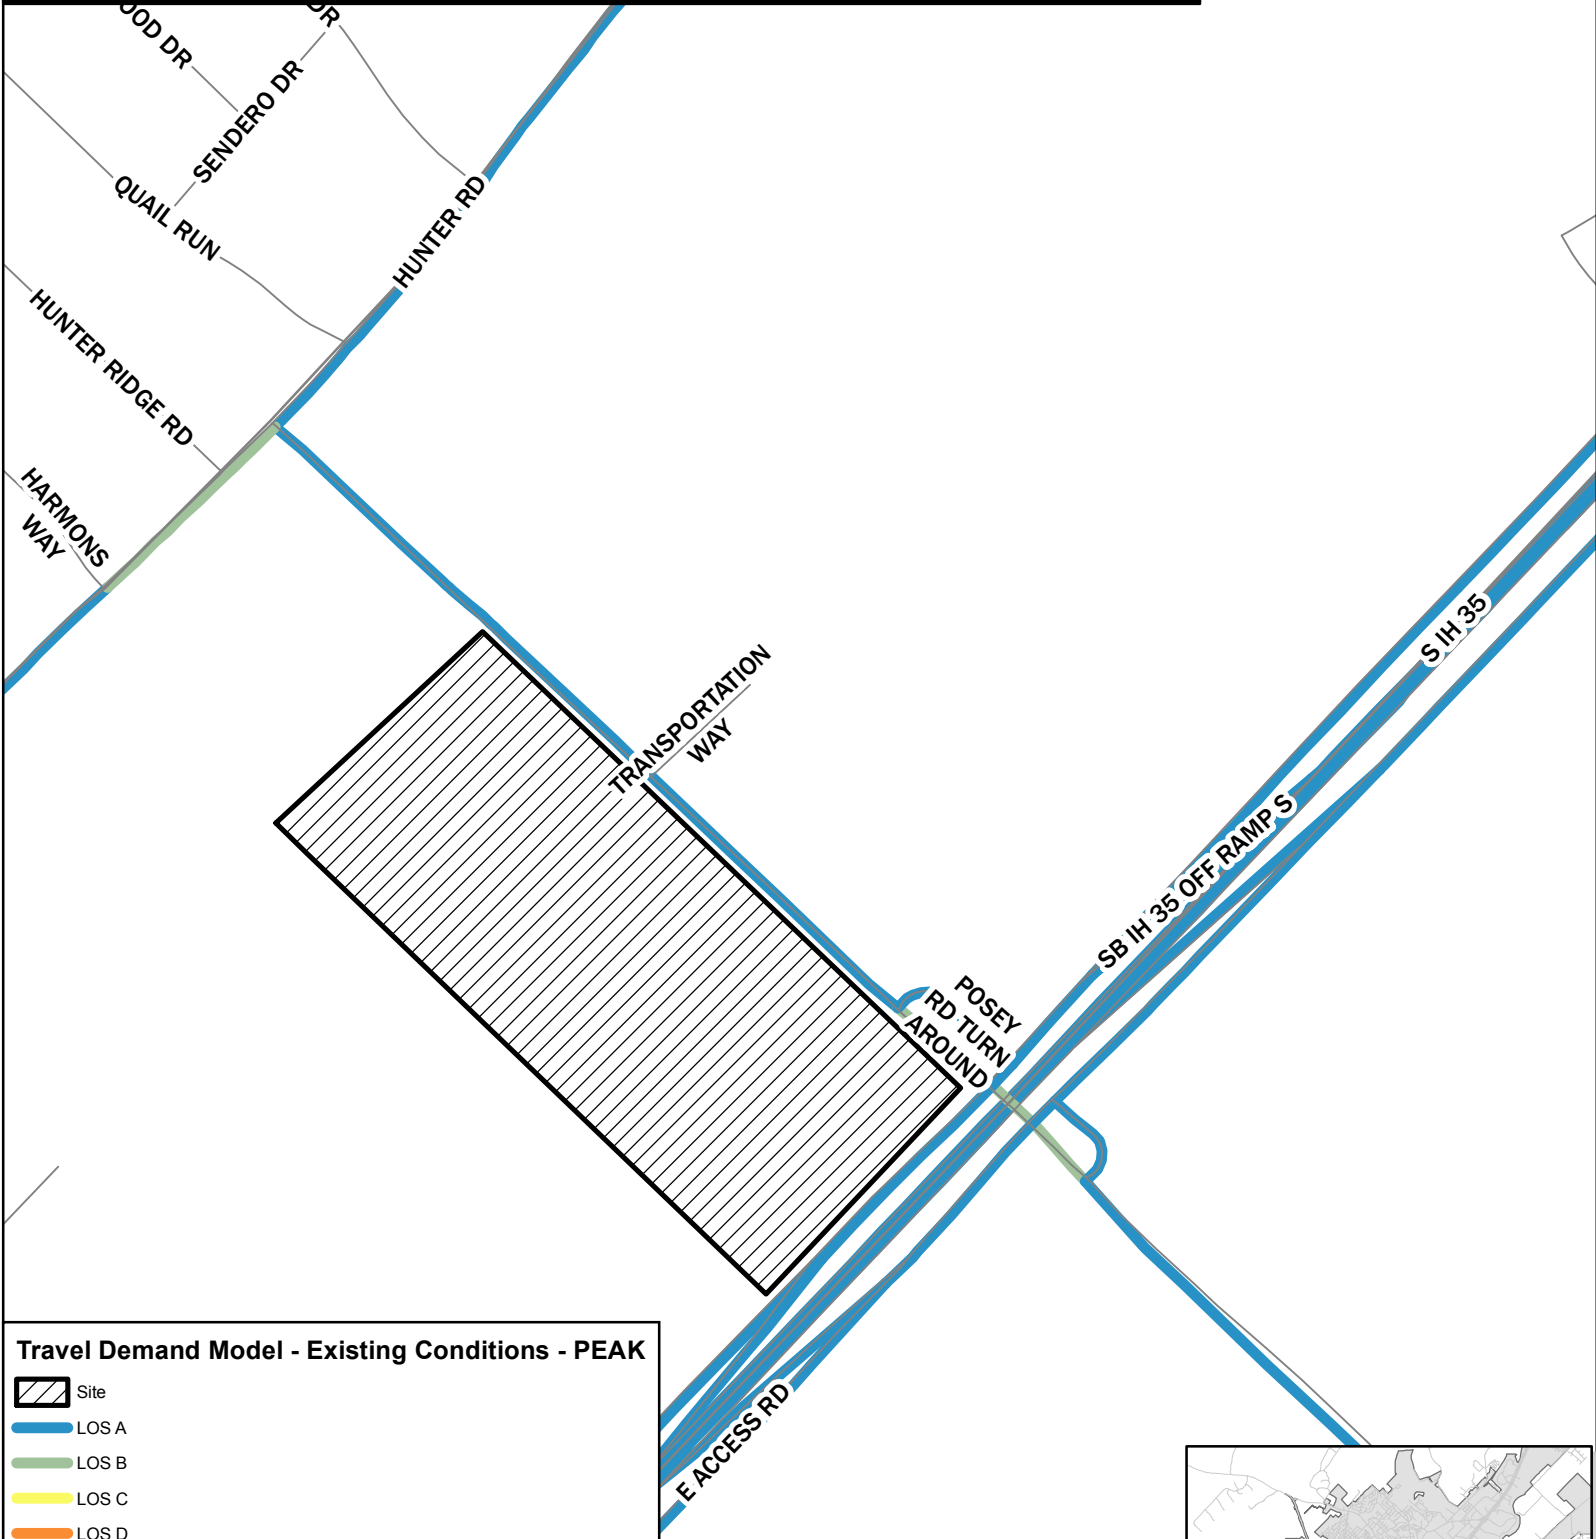 OOD DR
DR
SENDERO DR
QUAIL RUN
HUNTER RD
HUNTER RIDGE RD
HARMONS
WAY
TRANSPORTATION
WAY
S IH 35
SB IH 35 OFF RAMP S
POSEY
RD TURN
AROUND
E ACCESS RD
Travel Demand Model - Existing Conditions - PEAK
Site
LOS A
LOS B
LOS C
LOS D